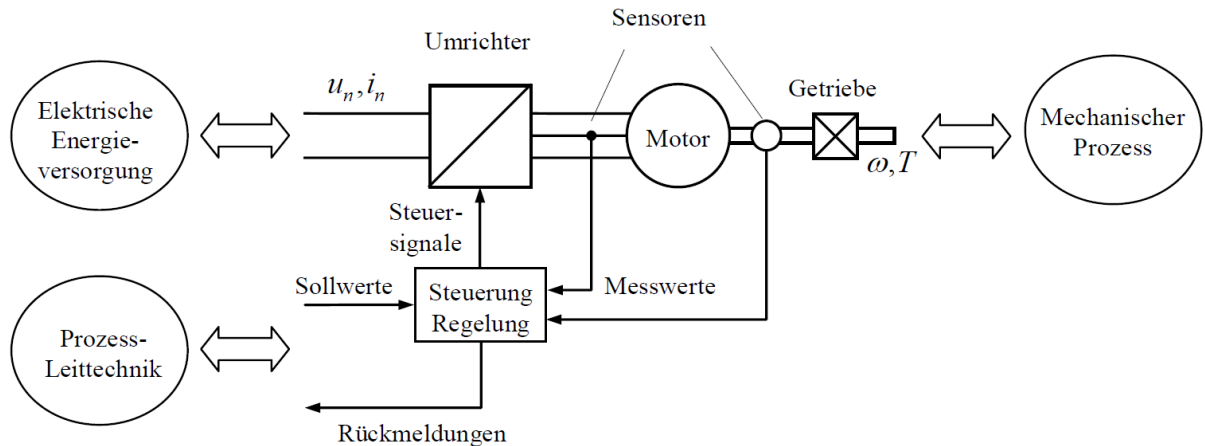 Sensoren
Umrichter
u_n, i_n
Getriebe
Elektrische
Energie-
versorgung
Motor
Mechanischer
Prozess
ω, T
Steuer-
signale
Sollwerte
Steuerung
Regelung
Messwerte
Prozess-
Leittechnik
Rückmeldungen